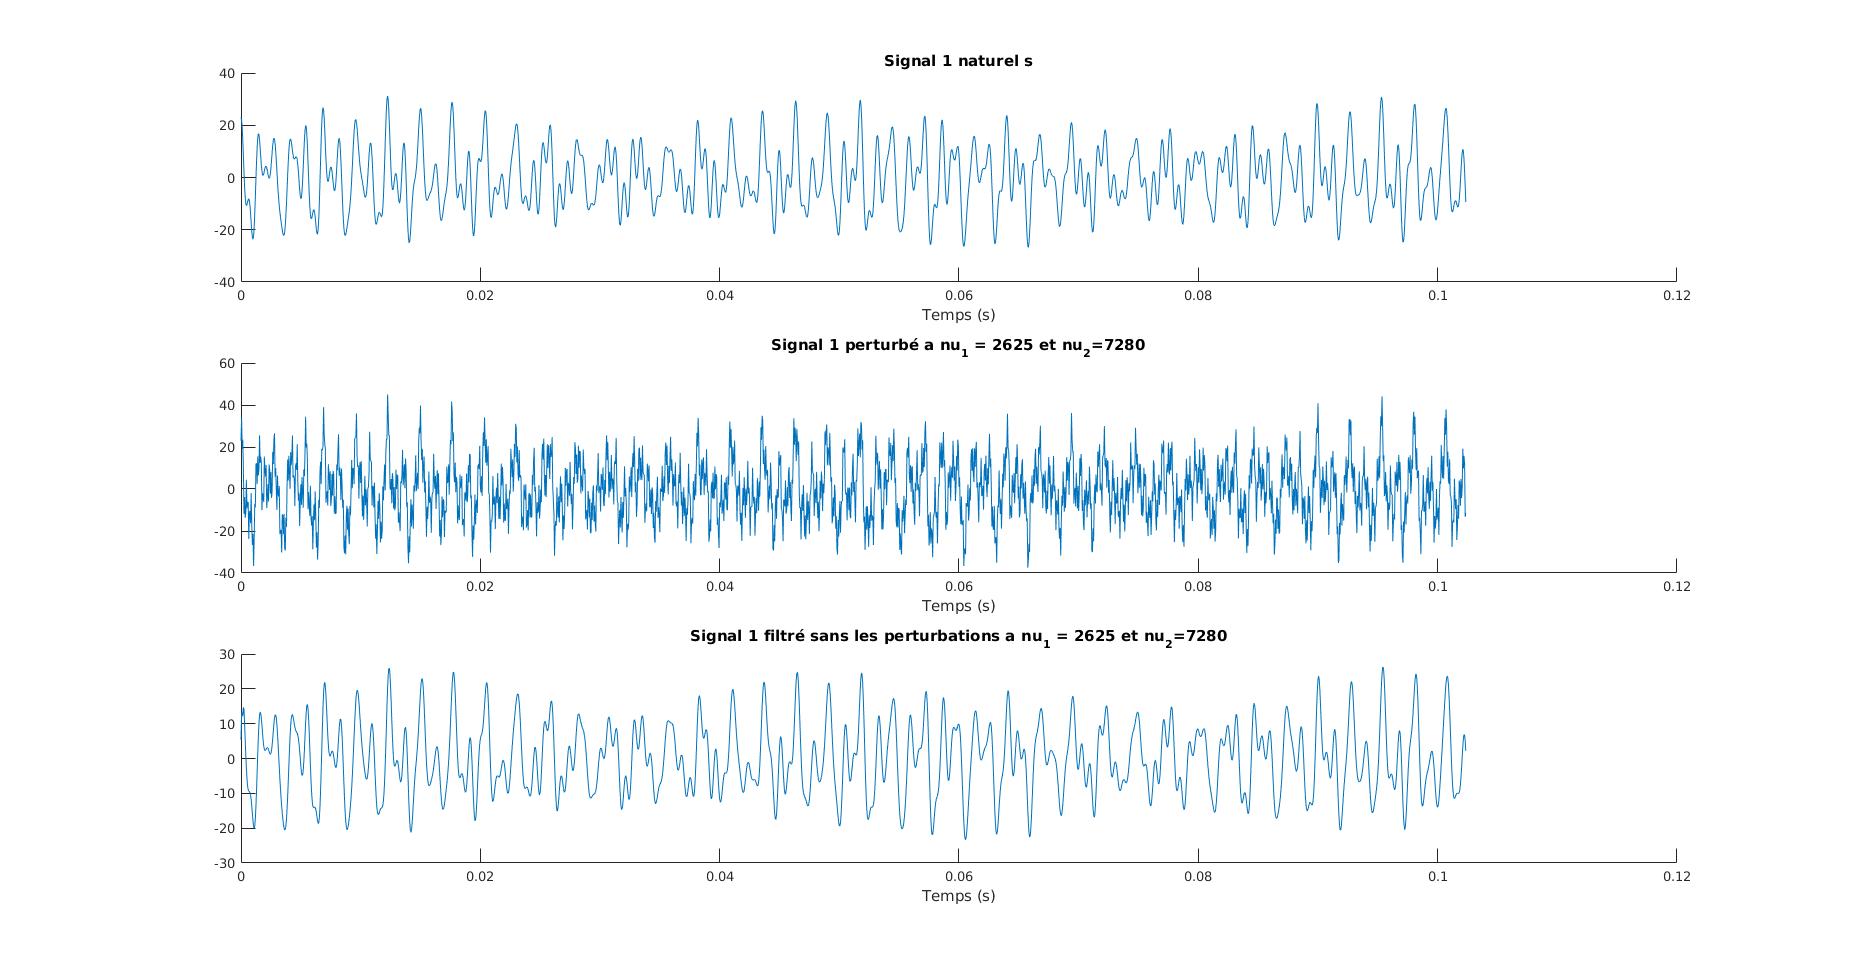 Signal 1 naturel s
40
20
0
-20
-40
0 0.02 0.04 0.06 0.08 0.1 0.12
Temps (s)
Signal 1 perturbé a nu1 = 2625 et nu2=7280
60
40
20
0
-20
-40
0 0.02 0.04 0.06 0.08 0.1 0.12
Temps (s)
Signal 1 filtré sans les perturbations a nu1 = 2625 et nu2=7280
30
20
10
0
-10
-20
-30
0 0.02 0.04 0.06 0.08 0.1 0.12
Temps (s)